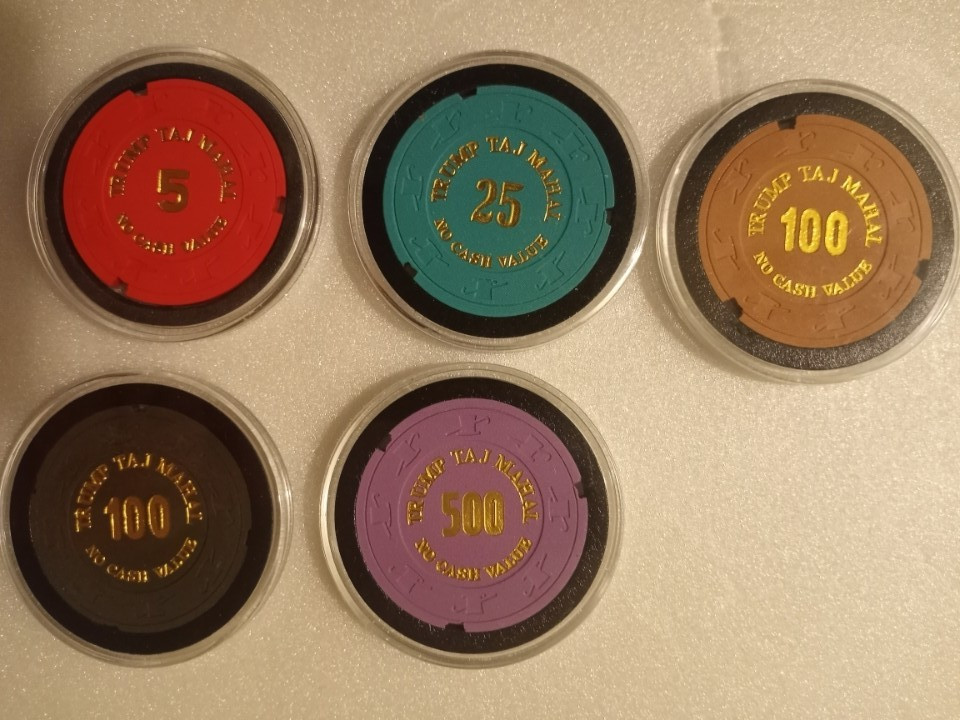 TRUMP TAJ MAHAL
5
NO CASH VALUE
TRUMP TAJ MAHAL
25
NO CASH VALUE
TRUMP TAJ MAHAL
100
NO CASH VALUE
TRUMP TAJ MAHAL
100
NO CASH VALUE
TRUMP TAJ MAHAL
500
NO CASH VALUE